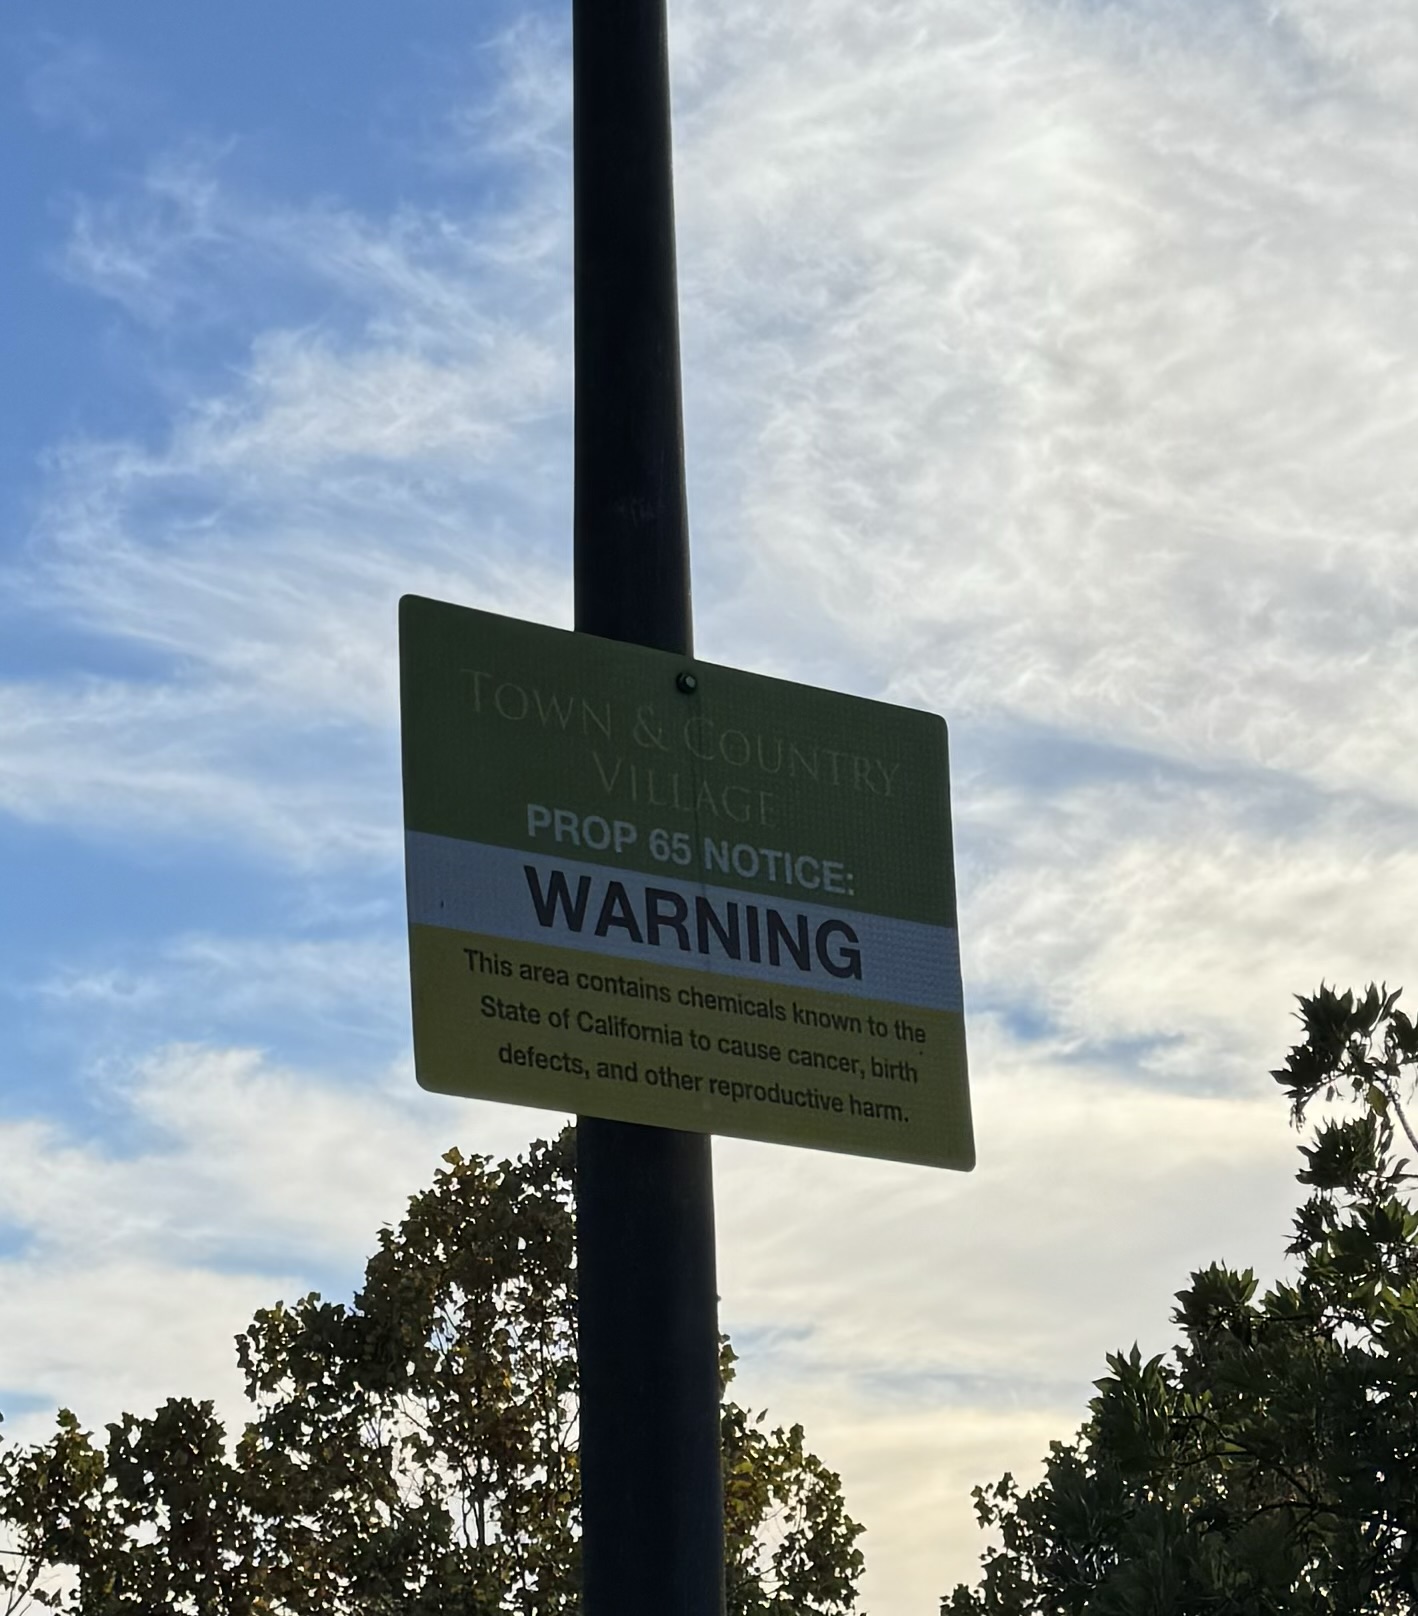 TOWN & COUNTRY
VILLAGE
PROP 65 NOTICE:
WARNING
This area contains chemicals known to the
State of California to cause cancer, birth
defects, and other reproductive harm.